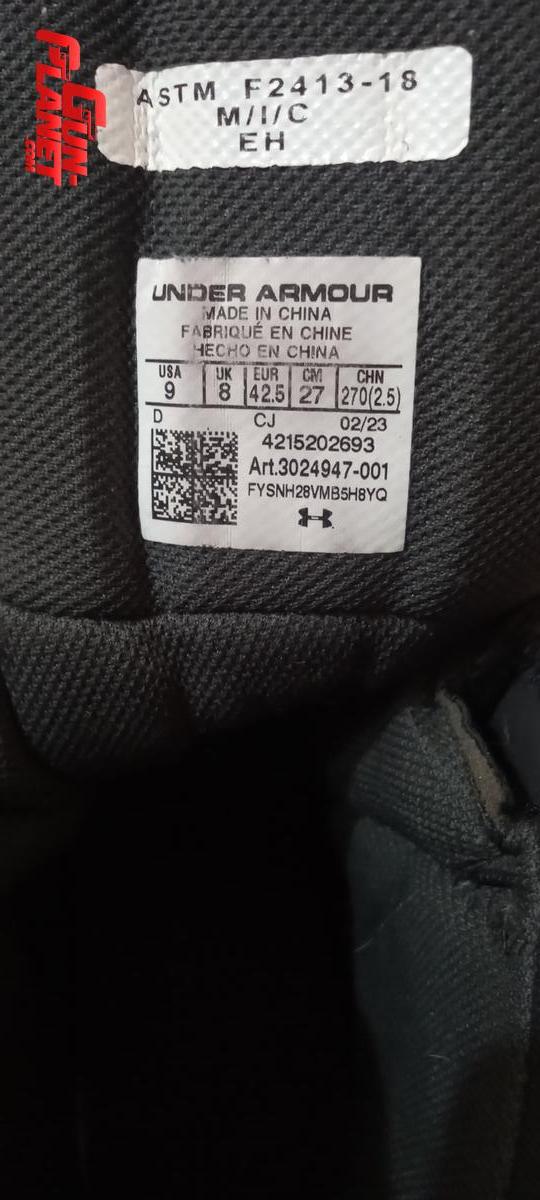 GUN-
PLANET
.COM
ASTM F2413-18
M/I/C
EH
UNDER ARMOUR
MADE IN CHINA
FABRIQUÉ EN CHINE
HECHO EN CHINA
USA UK EUR CM CHN
9 8 42.5 27 270(2.5)
D CJ 02/23
4215202693
Art.3024947-001
FYSNH28VMB5H8YQ